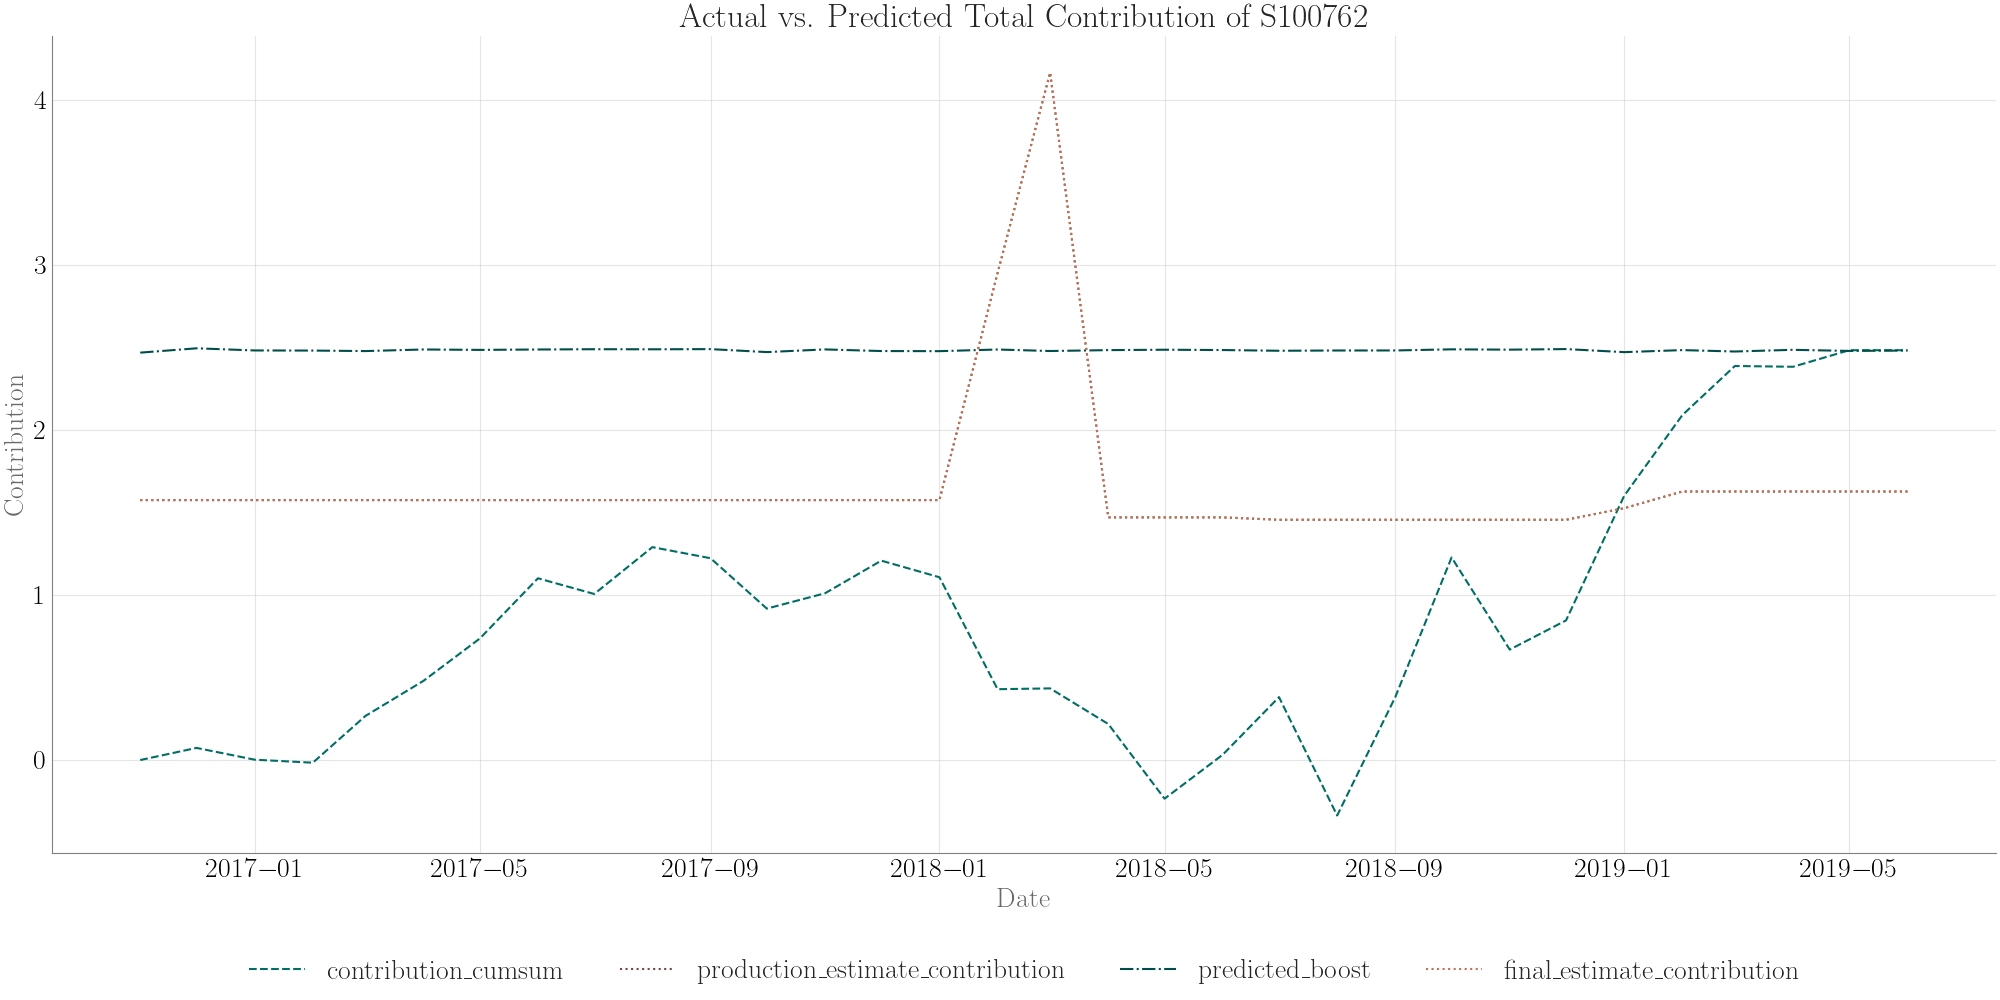 Actual vs. Predicted Total Contribution of S100762
4
3
2
1
0
Contribution
2017–01 2017–05 2017–09 2018–01 2018–05 2018–09 2019–01 2019–05
Date
contribution_cumsum production_estimate_contribution predicted_boost final_estimate_contribution